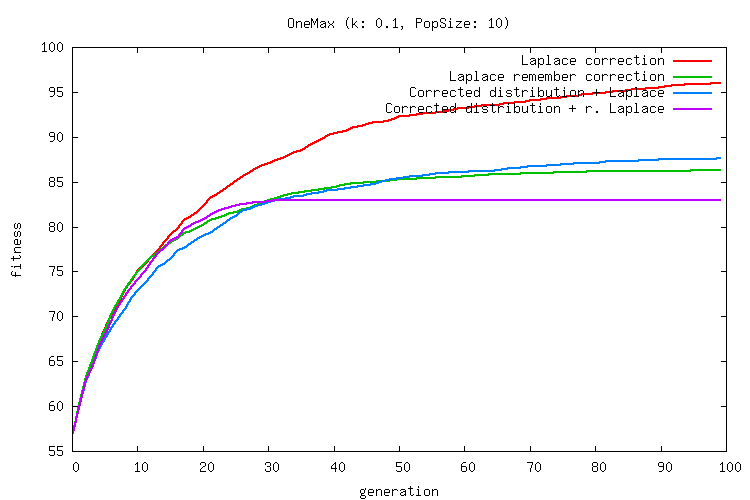 OneMax (k: 0.1, PopSize: 10)
100
95
90
85
80
75
70
65
60
55
fitness
Laplace correction
Laplace remember correction
Corrected distribution + Laplace
Corrected distribution + r. Laplace
0 10 20 30 40 50 60 70 80 90 100
generation